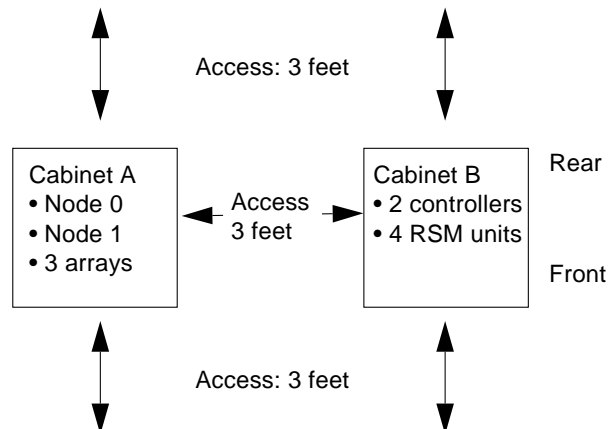 Access: 3 feet
Cabinet A
• Node 0
• Node 1
• 3 arrays
Access
3 feet
Cabinet B
• 2 controllers
• 4 RSM units
Rear
Front
Access: 3 feet